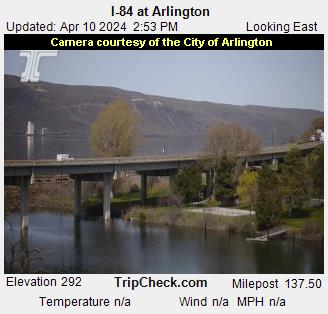 I-84 at Arlington
Updated: Apr 10 2024 2:53 PM Looking East
Camera courtesy of the City of Arlington
Elevation 292 TripCheck.com Milepost 137.50
Temperature n/a Wind n/a MPH n/a